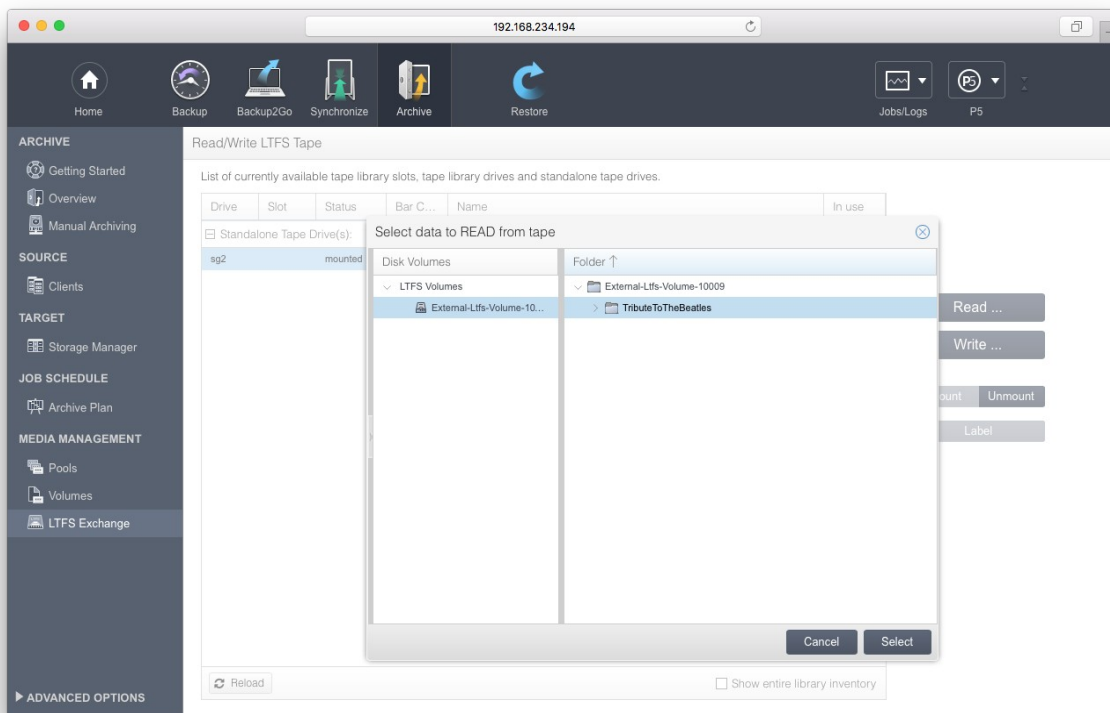 192.168.234.194
Home
Backup
Backup2Go
Synchronize
Archive
Restore
Jobs/Logs
P5
P5
ARCHIVE
Getting Started
Overview
Manual Archiving
SOURCE
Clients
TARGET
Storage Manager
JOB SCHEDULE
Archive Plan
MEDIA MANAGEMENT
Pools
Volumes
LTFS Exchange
ADVANCED OPTIONS
Read/Write LTFS Tape
List of currently available tape library slots, tape library drives and standalone tape drives.
Drive Slot Status Bar C... Name In use
Standalone Tape Drive(s):
sg2 mounted
Select data to READ from tape
Disk Volumes
LTFS Volumes
External-Ltfs-Volume-10...
Folder
External-Ltfs-Volume-10009
TributeToTheBeatles
Cancel Select
Read ...
Write ...
ount Unmount
Label
Reload
Show entire library inventory